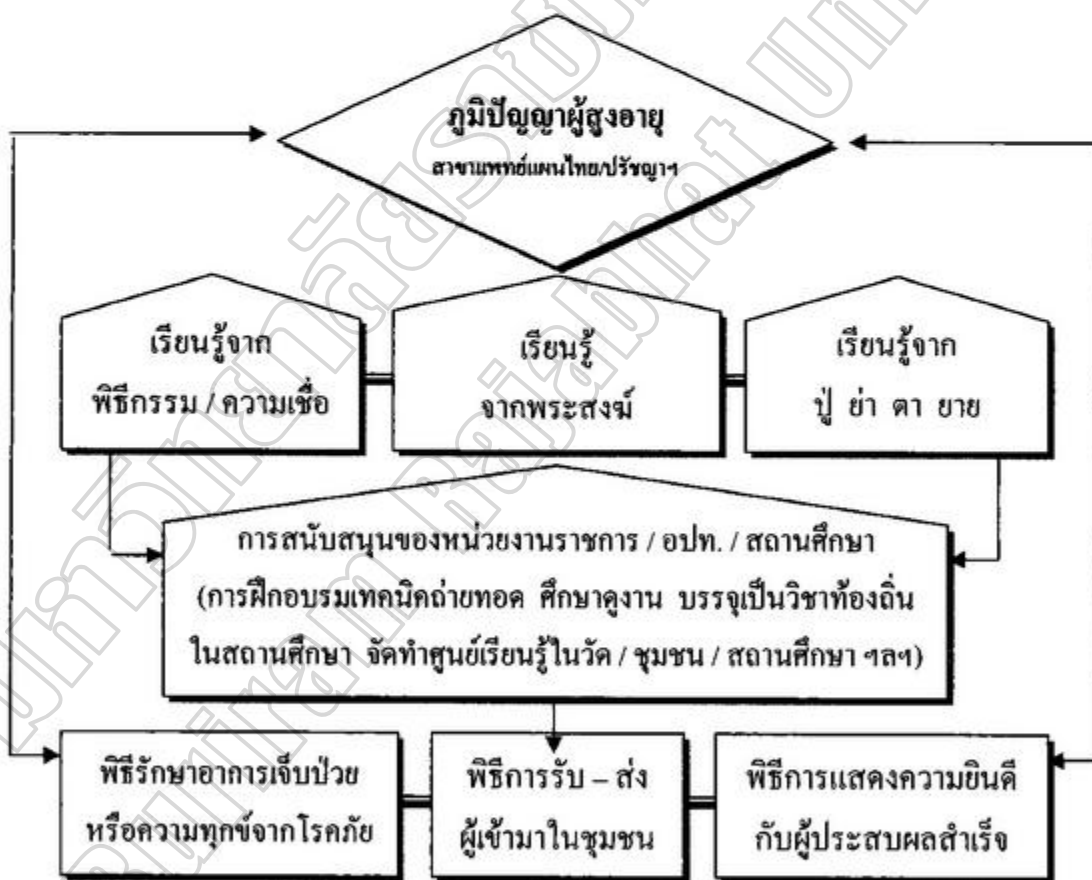 ภูมิปัญญาผู้สูงอายุ
สาขาแพทย์แผนไทย/ปรัชญาฯ
เรียนรู้จาก
พิธีกรรม / ความเชื่อ
เรียนรู้
จากพระสงฆ์
เรียนรู้จาก
ปู่ ย่า ตา ยาย
การสนับสนุนของหน่วยงานราชการ / อปท. / สถานศึกษา
(การฝึกอบรมเทคนิคถ่ายทอด ศึกษาดูงาน บรรจุเป็นวิชาท้องถิ่น
ในสถานศึกษา จัดทำศูนย์เรียนรู้ในวัด / ชุมชน / สถานศึกษา ฯลฯ)
พิธีรักษาอาการเจ็บป่วย
หรือความทุกข์จากโรคภัย
พิธีการรับ – ส่ง
ผู้เข้ามาในชุมชน
พิธีการแสดงความยินดี
กับผู้ประสบผลสำเร็จ
Buriram Rajabhat Un